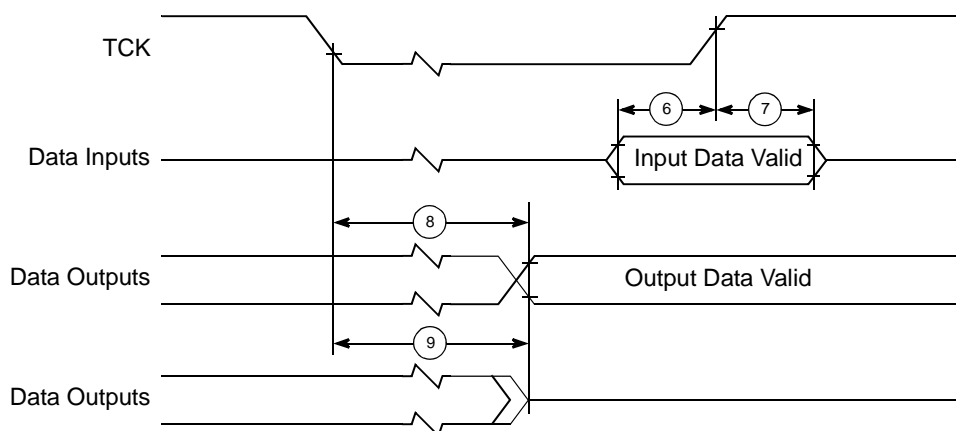 TCK
6
7
Data Inputs
Input Data Valid
8
Data Outputs
Output Data Valid
9
Data Outputs